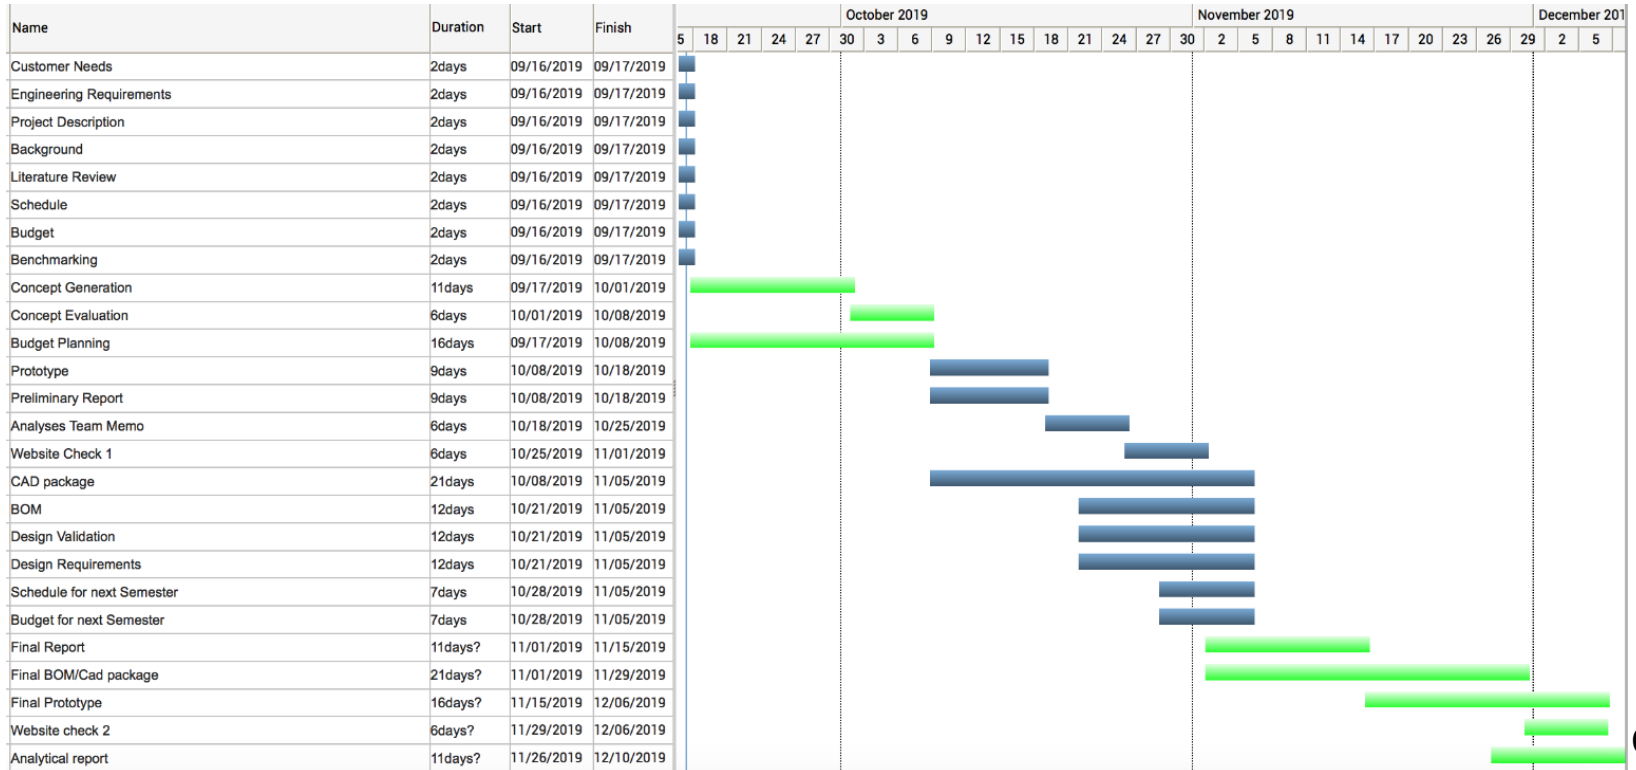 Name Duration Start Finish October 2019 November 2019 December 201
5 18 21 24 27 30 3 6 9 12 15 18 21 24 27 30 2 5 8 11 14 17 20 23 26 29 2 5
Customer Needs 2days 09/16/2019 09/17/2019
Engineering Requirements 2days 09/16/2019 09/17/2019
Project Description 2days 09/16/2019 09/17/2019
Background 2days 09/16/2019 09/17/2019
Literature Review 2days 09/16/2019 09/17/2019
Schedule 2days 09/16/2019 09/17/2019
Budget 2days 09/16/2019 09/17/2019
Benchmarking 2days 09/16/2019 09/17/2019
Concept Generation 11days 09/17/2019 10/01/2019
Concept Evaluation 6days 10/01/2019 10/08/2019
Budget Planning 16days 09/17/2019 10/08/2019
Prototype 9days 10/08/2019 10/18/2019
Preliminary Report 9days 10/08/2019 10/18/2019
Analyses Team Memo 6days 10/18/2019 10/25/2019
Website Check 1 6days 10/25/2019 11/01/2019
CAD package 21days 10/08/2019 11/05/2019
BOM 12days 10/21/2019 11/05/2019
Design Validation 12days 10/21/2019 11/05/2019
Design Requirements 12days 10/21/2019 11/05/2019
Schedule for next Semester 7days 10/28/2019 11/05/2019
Budget for next Semester 7days 10/28/2019 11/05/2019
Final Report 11days? 11/01/2019 11/15/2019
Final BOM/Cad package 21days? 11/01/2019 11/29/2019
Final Prototype 16days? 11/15/2019 12/06/2019
Website check 2 6days? 11/29/2019 12/06/2019
Analytical report 11days? 11/26/2019 12/10/2019